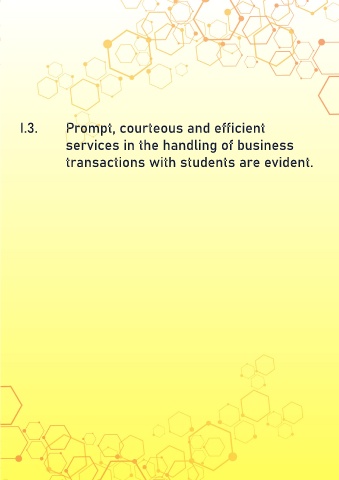 I.3. Prompt, courteous and efficient
services in the handling of business
transactions with students are evident.